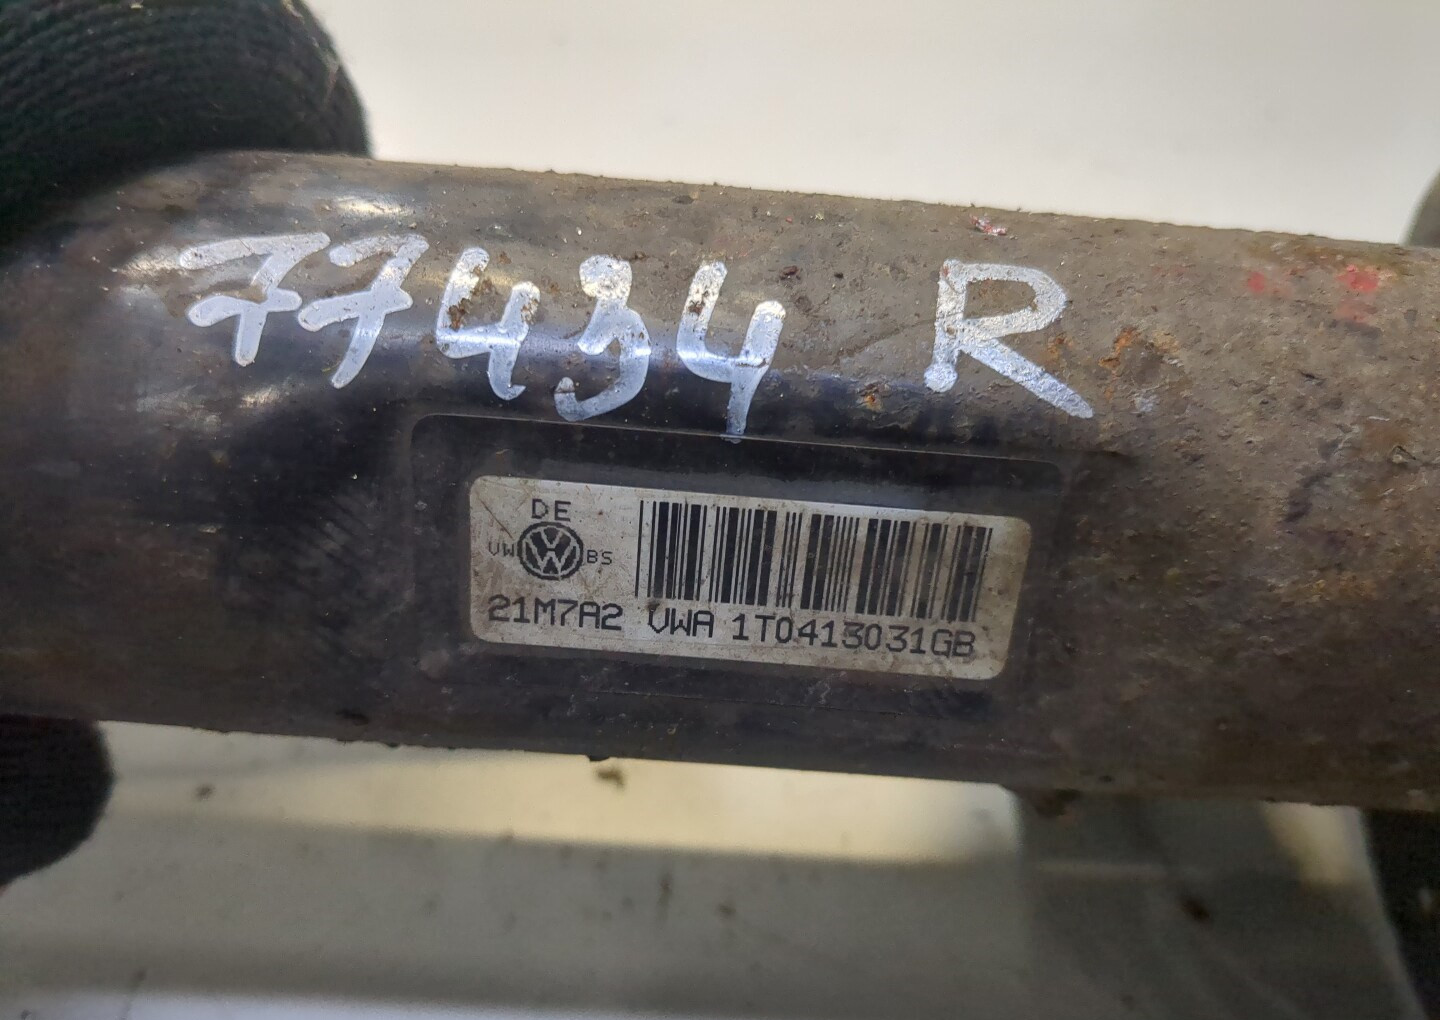 77434 R
DE
VW BS
21M7A2 VWA 1T0413031GB